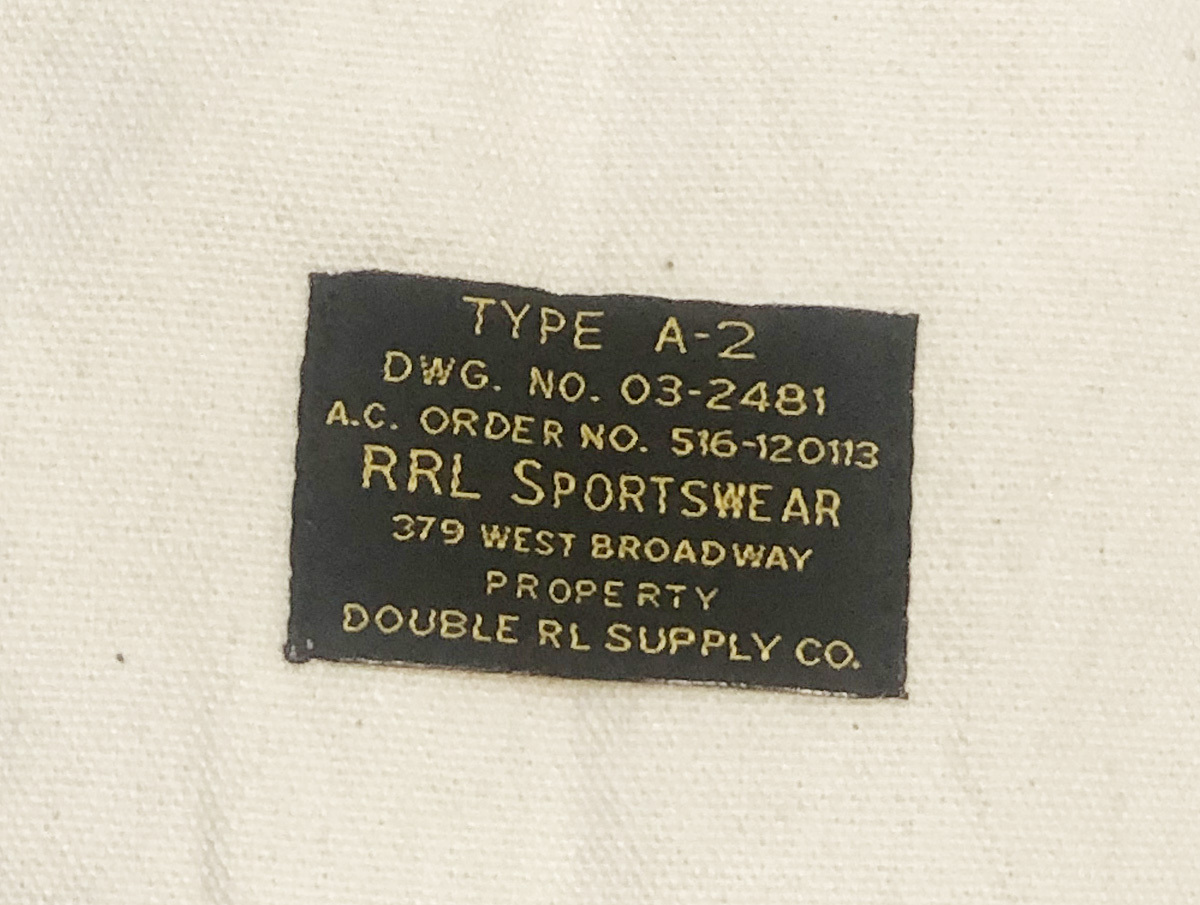 TYPE A-2
DWG. NO. 03-2481
A.C. ORDER NO. 516-120113
RRL SPORTSWEAR
379 WEST BROADWAY
PROPERTY
DOUBLE RL SUPPLY CO.